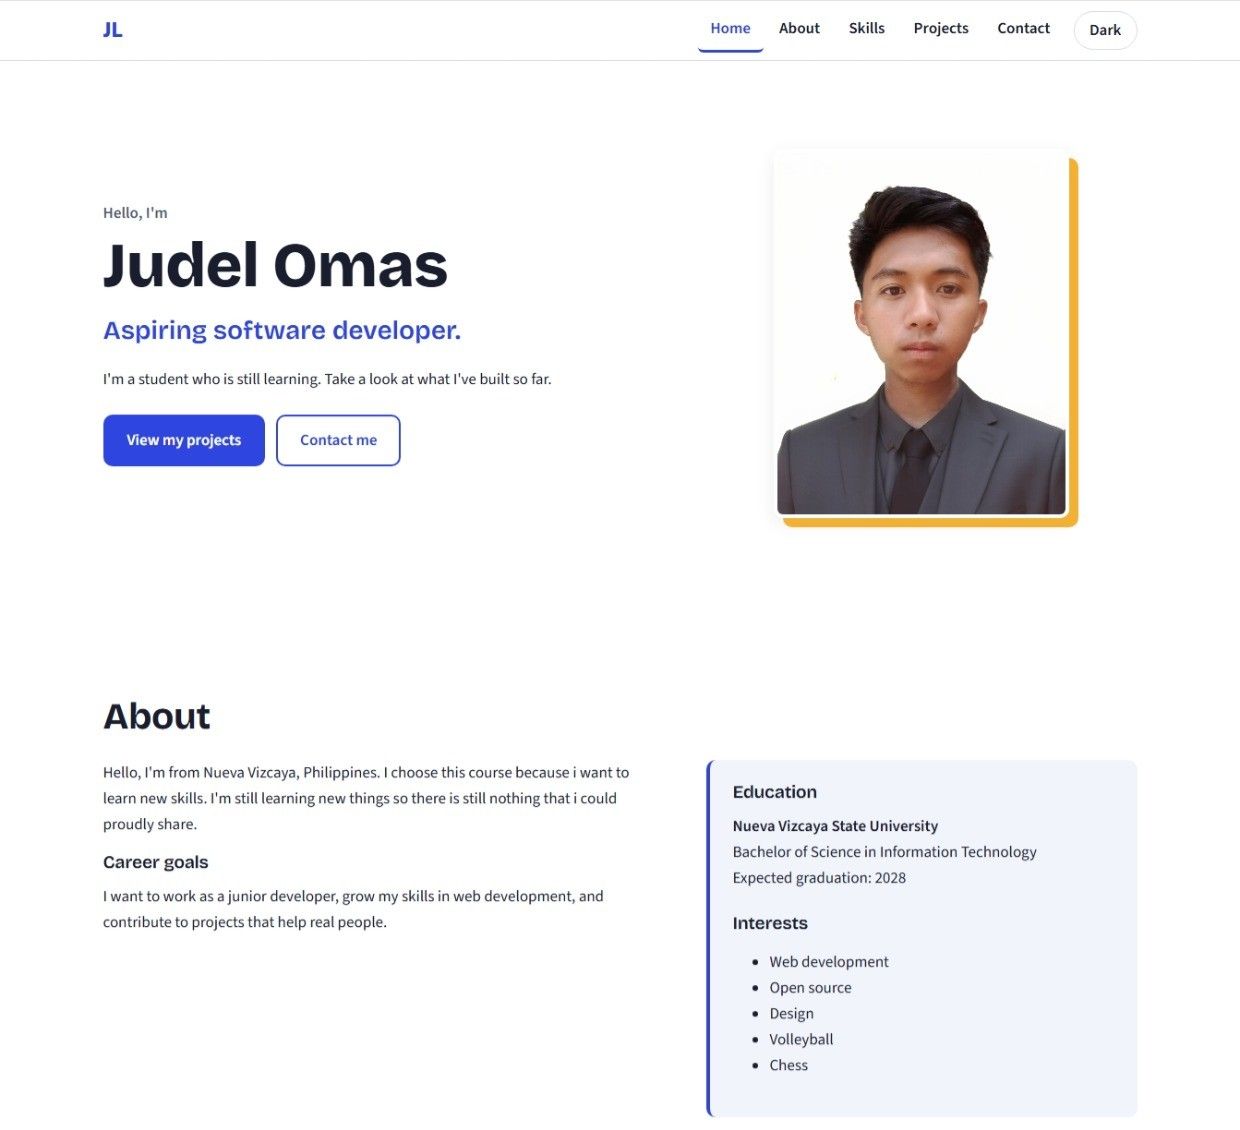 JL
Home About Skills Projects Contact Dark
Hello, I'm
Judel Omas
Aspiring software developer.
I'm a student who is still learning. Take a look at what I've built so far.
View my projects Contact me
About
Hello, I'm from Nueva Vizcaya, Philippines. I choose this course because i want to
learn new skills. I'm still learning new things so there is still nothing that i could
proudly share.
Career goals
I want to work as a junior developer, grow my skills in web development, and
contribute to projects that help real people.
Education
Nueva Vizcaya State University
Bachelor of Science in Information Technology
Expected graduation: 2028
Interests
Web development
Open source
Design
Volleyball
Chess